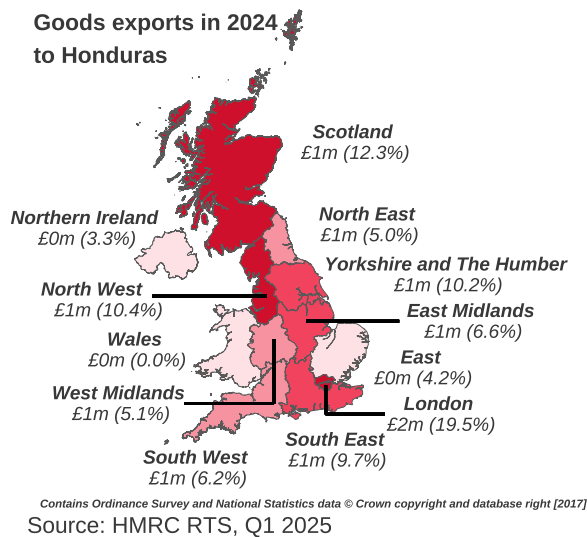 Goods exports in 2024
to Honduras
Scotland
£1m (12.3%)
Northern Ireland
£0m (3.3%)
North East
£1m (5.0%)
Yorkshire and The Humber
£1m (10.2%)
North West
£1m (10.4%)
East Midlands
£1m (6.6%)
Wales
£0m (0.0%)
East
£0m (4.2%)
West Midlands
£1m (5.1%)
London
£2m (19.5%)
South East
£1m (9.7%)
South West
£1m (6.2%)
Contains Ordinance Survey and National Statistics data © Crown copyright and database right [2017]
Source: HMRC RTS, Q1 2025